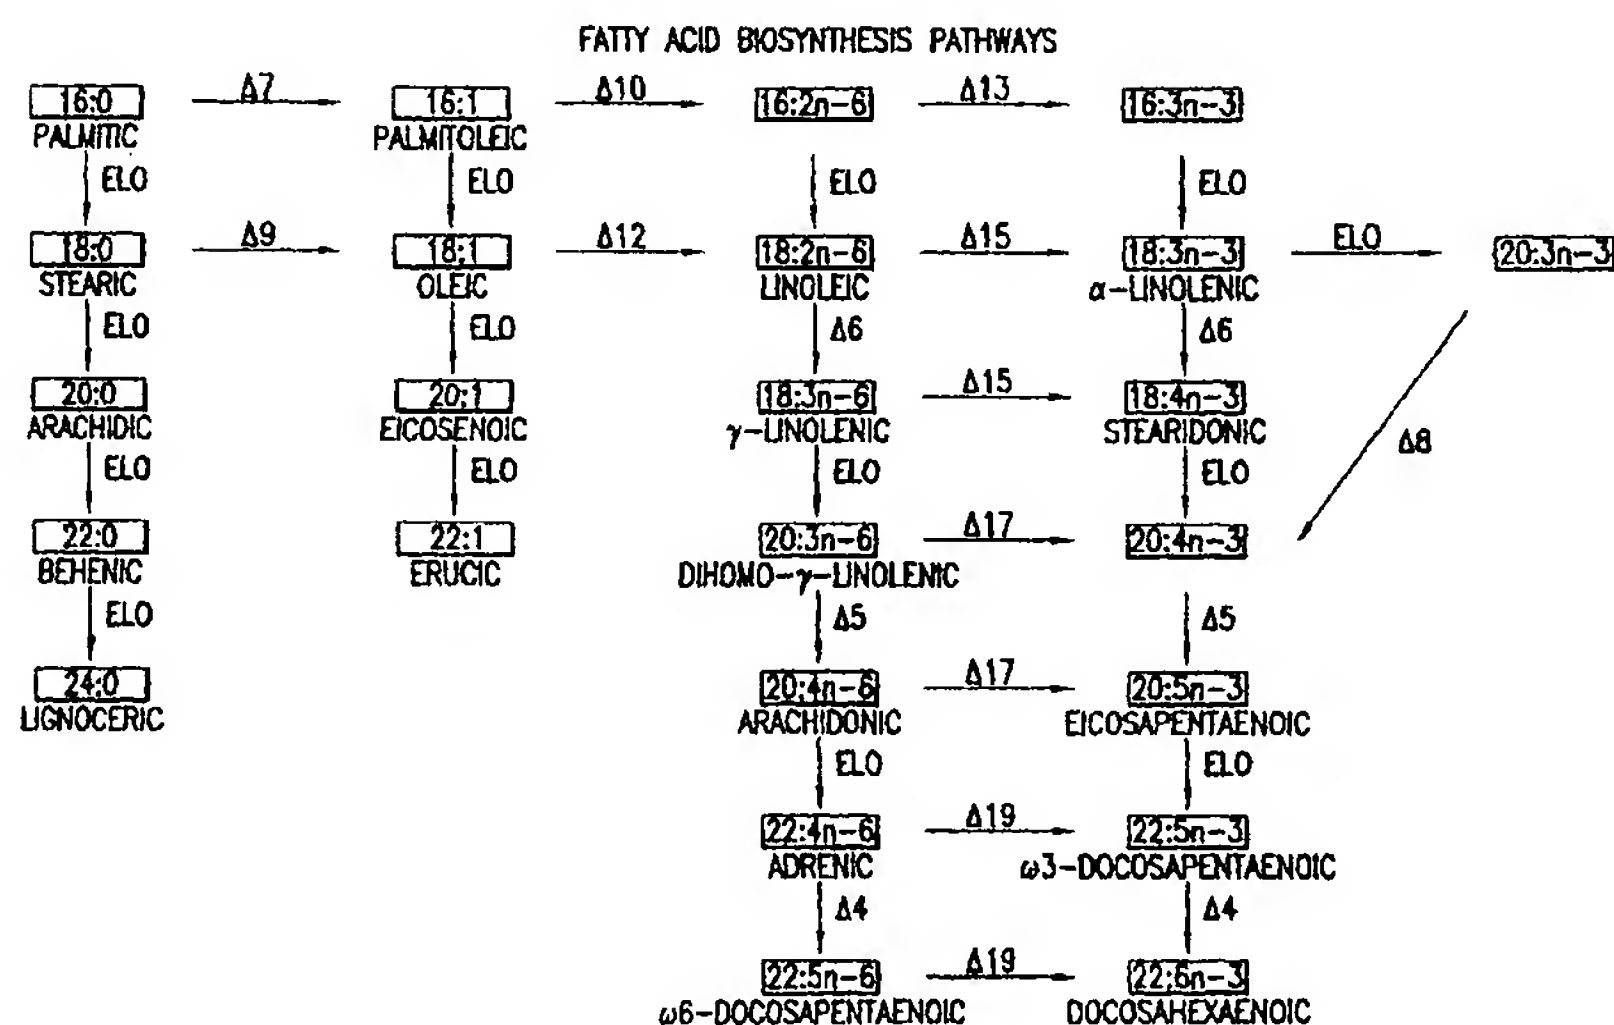 FATTY ACID BIOSYNTHESIS PATHWAYS
16:0 Δ7 16:1 Δ10 16:2n-6 Δ13 16:3n-3
PALMITIC PALMITOLEIC
ELO ELO ELO ELO
18:0 Δ9 18:1 Δ12 18:2n-6 Δ15 18:3n-3 ELO 20:3n-3
STEARIC OLEIC LINOLEIC α-LINOLENIC
ELO ELO Δ6 Δ6
20:0 20:1 18:3n-6 Δ15 18:4n-3
ARACHIDIC EICOSENOIC γ-LINOLENIC STEARIDONIC
Δ8
ELO ELO ELO ELO
22:0 22:1 20:3n-6 Δ17 20:4n-3
BEHENIC ERUCIC DIHOMO-γ-LINOLENIC
ELO Δ5 Δ5
24:0 20:4n-6 Δ17 20:5n-3
LIGNOCERIC ARACHIDONIC EICOSAPENTAENOIC
ELO ELO
22:4n-6 Δ19 22:5n-3
ADRENIC ω3-DOCOSAPENTAENOIC
Δ4 Δ4
22:5n-6 Δ19 22:6n-3
ω6-DOCOSAPENTAENOIC DOCOSAHEXAENOIC